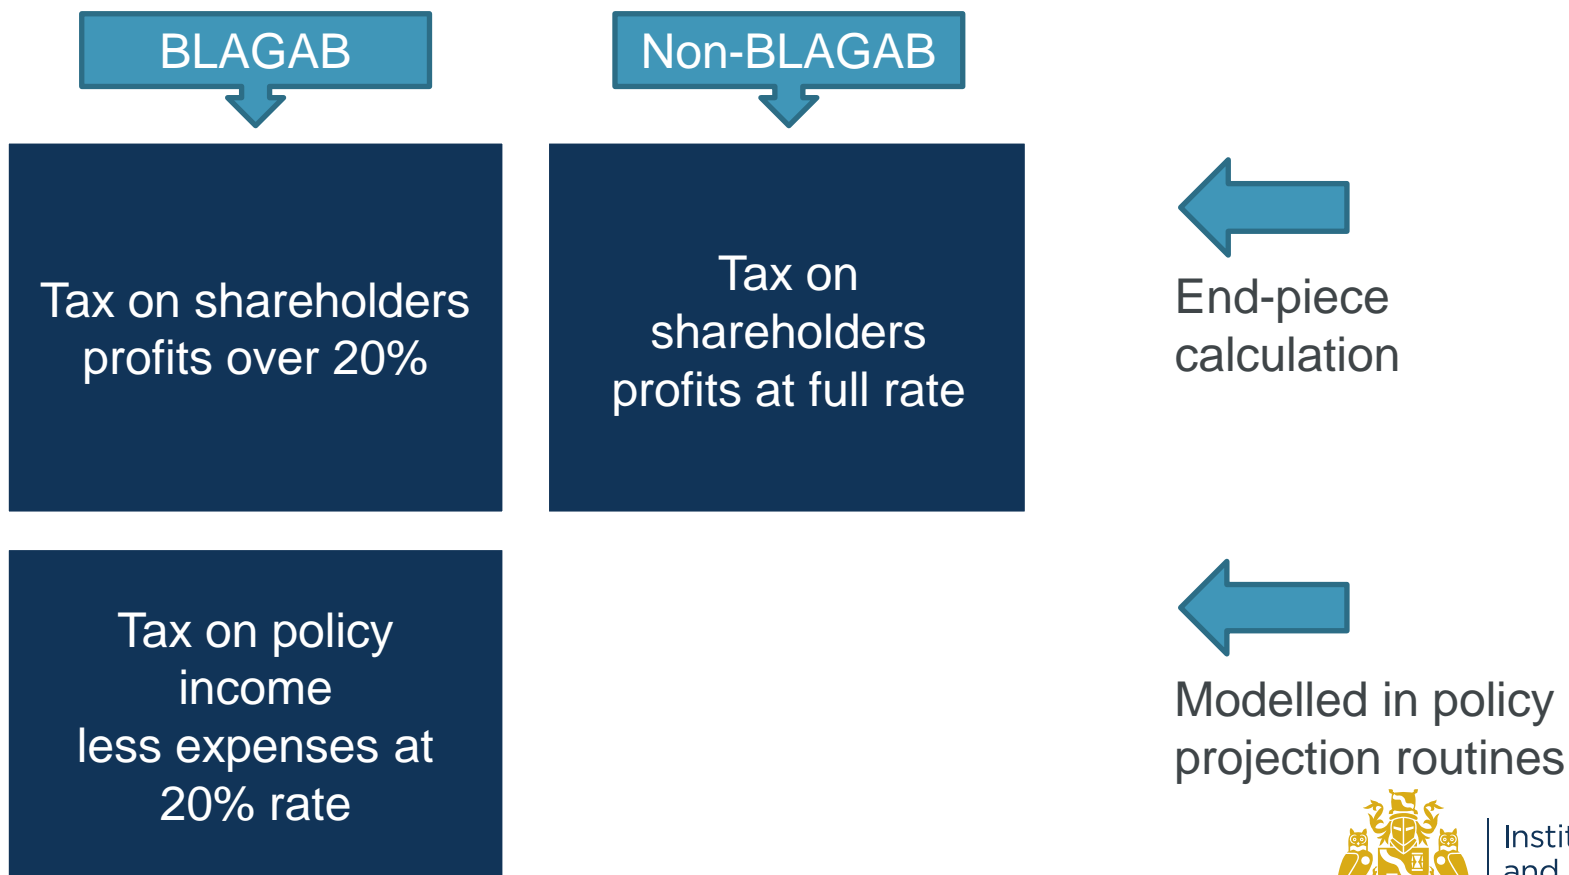 BLAGAB
Non-BLAGAB
Tax on shareholders
profits over 20%
Tax on
shareholders
profits at full rate
End-piece
calculation
Tax on policy
income
less expenses at
20% rate
Modelled in policy
projection routines
and